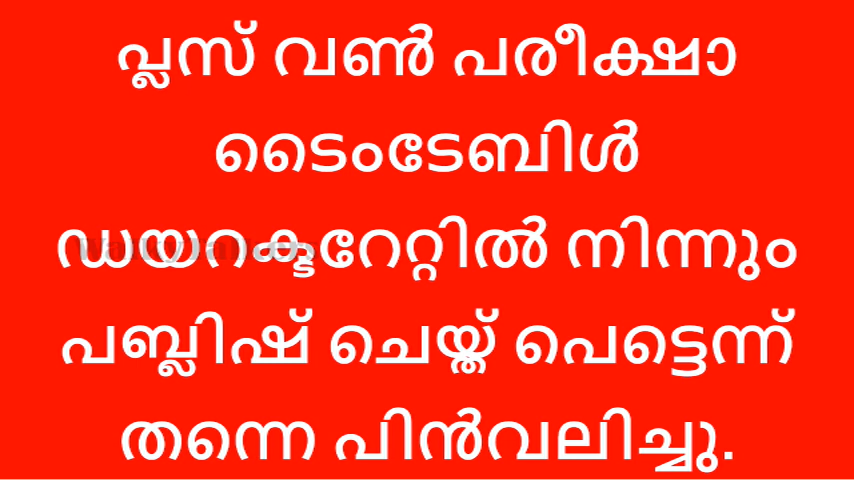 പ്ലസ് വൺ പരീക്ഷാ
ടൈംടേബിൾ
ഡയറക്ടറേറ്റിൽ നിന്നും
പബ്ലിഷ് ചെയ്ത് പെട്ടെന്ന്
തന്നെ പിൻവലിച്ചു.